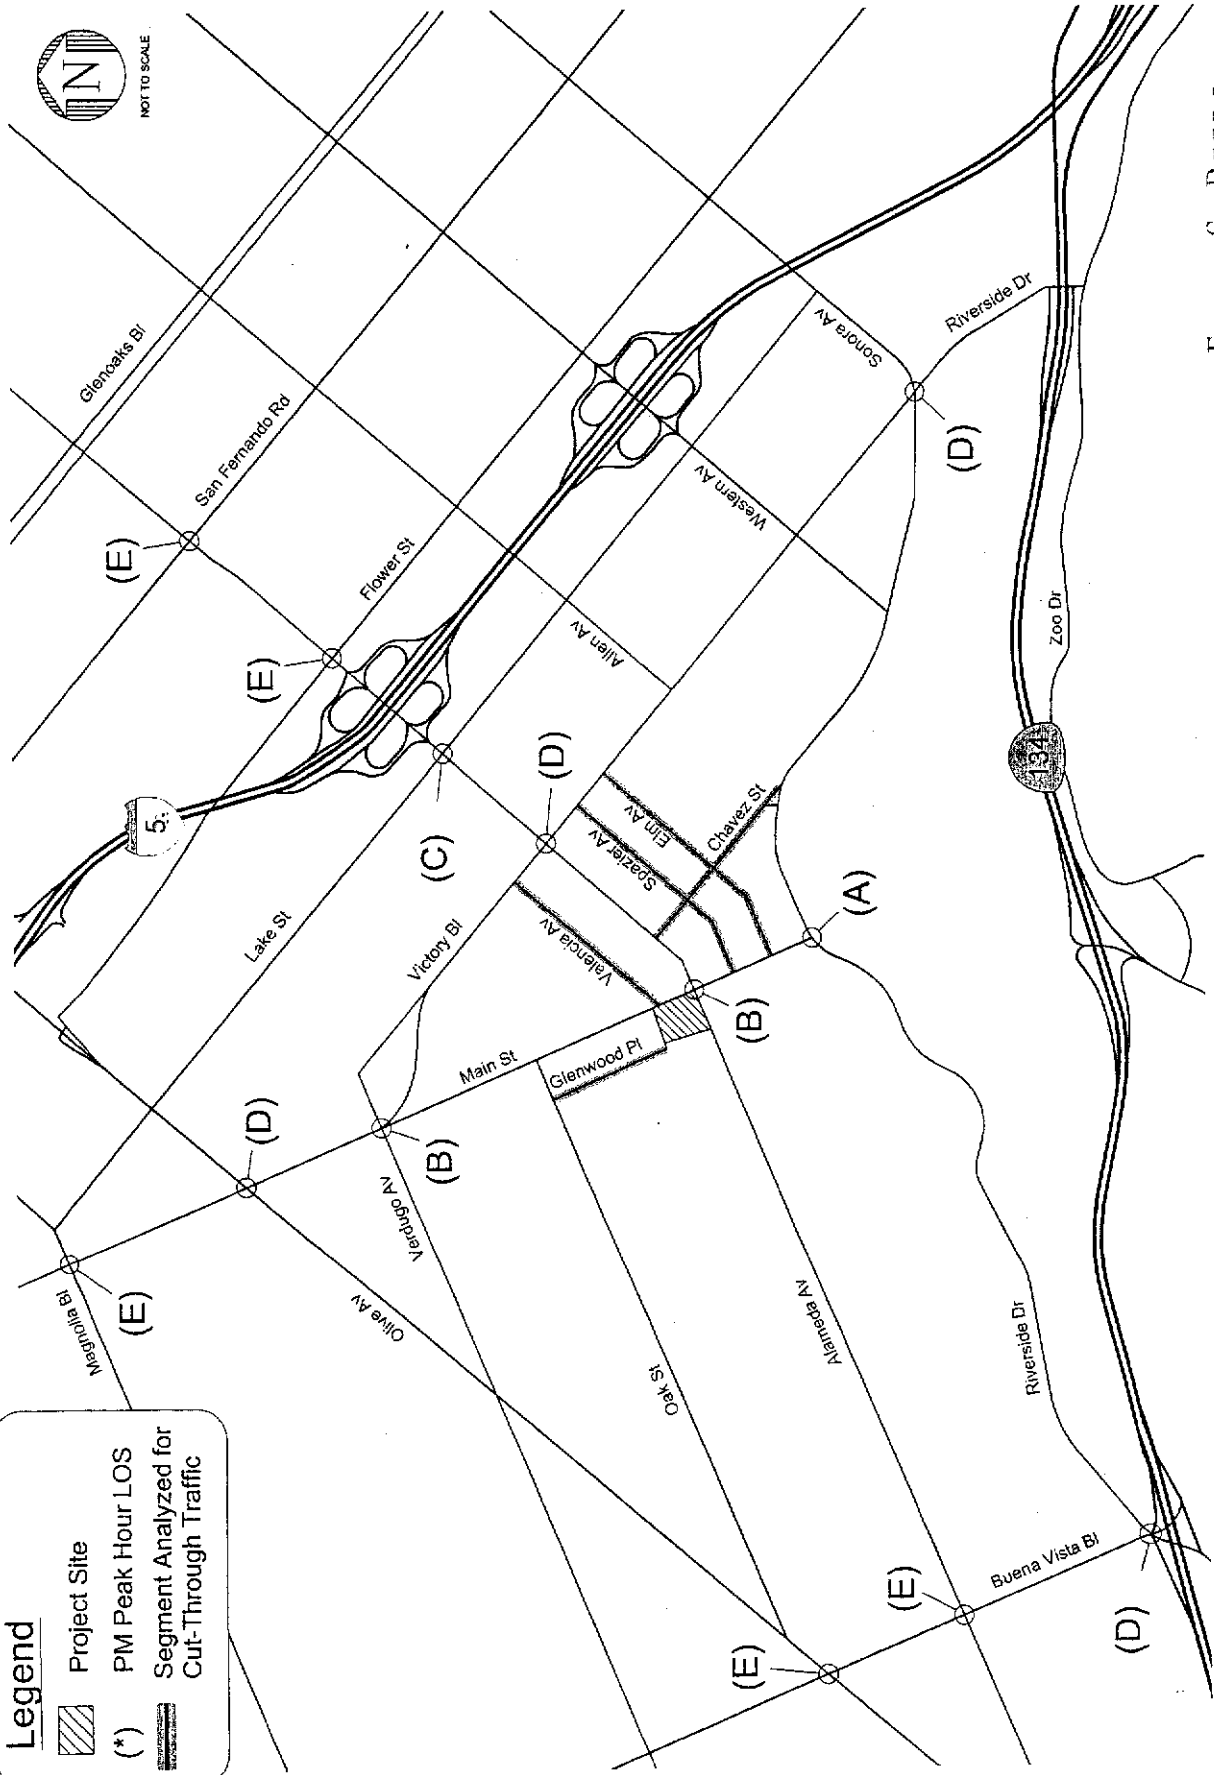 Legend
Project Site
(*) PM Peak Hour LOS
Segment Analyzed for
Cut-Through Traffic
N
NOT TO SCALE
Glenoaks Bl
San Fernando Rd
(E)
Flower St
(E)
5
Lake St
(C)
Allen Av
Western Av
Sonora Av
Riverside Dr
(D)
Victory Bl
(D)
Valencia Av
Spazier Av
Elm Av
Chavez St
(A)
(B)
Glenwood Pl
Main St
(B)
Verdugo Av
(D)
(E)
Magnolia Bl
Olive Av
Oak St
Alameda Av
Riverside Dr
Zoo Dr
134
Buena Vista Bl
(E)
(E)
(D)